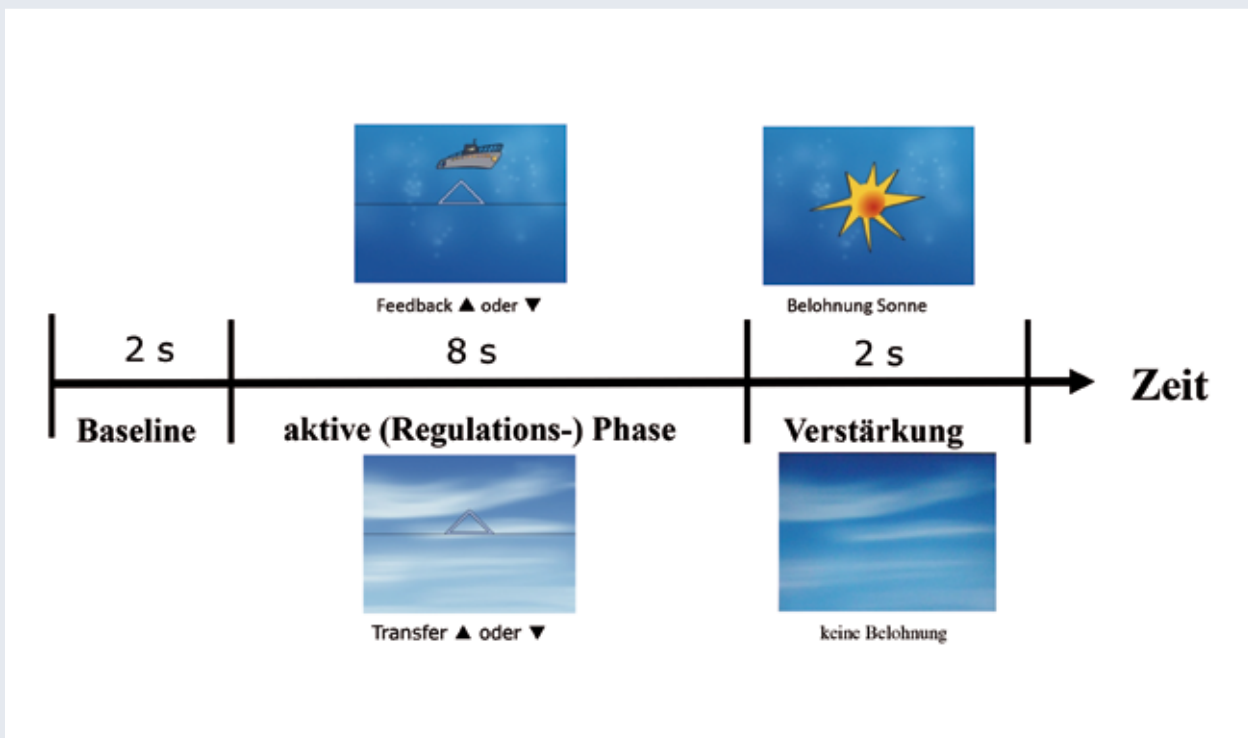 Feedback ▲ oder ▼
Belohnung Sonne
2 s
8 s
2 s
Zeit
Baseline
aktive (Regulations-) Phase
Verstärkung
Transfer ▲ oder ▼
keine Belohnung